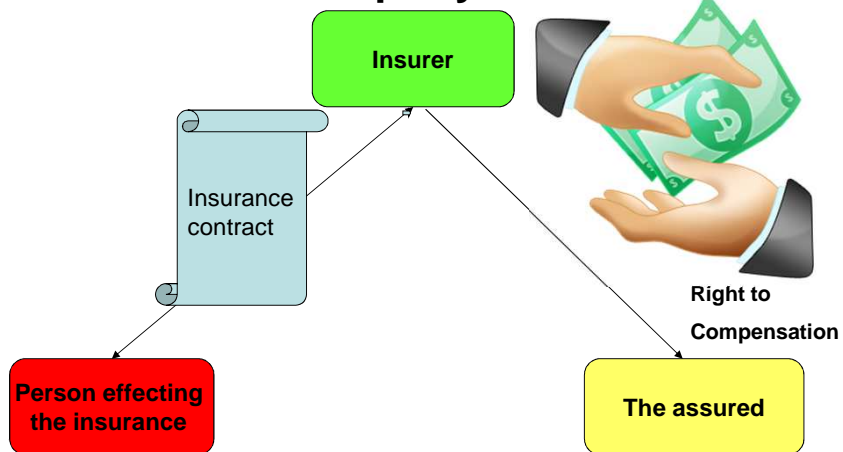 Insurer
Insurance
contract
Right to
Compensation
Person effecting
the insurance
The assured